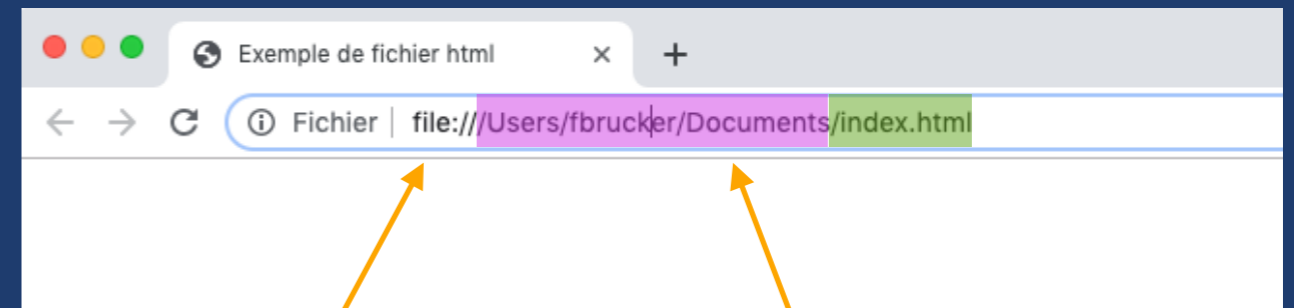 Exemple de fichier html
Fichier | file:///Users/fbrucker/Documents/index.html